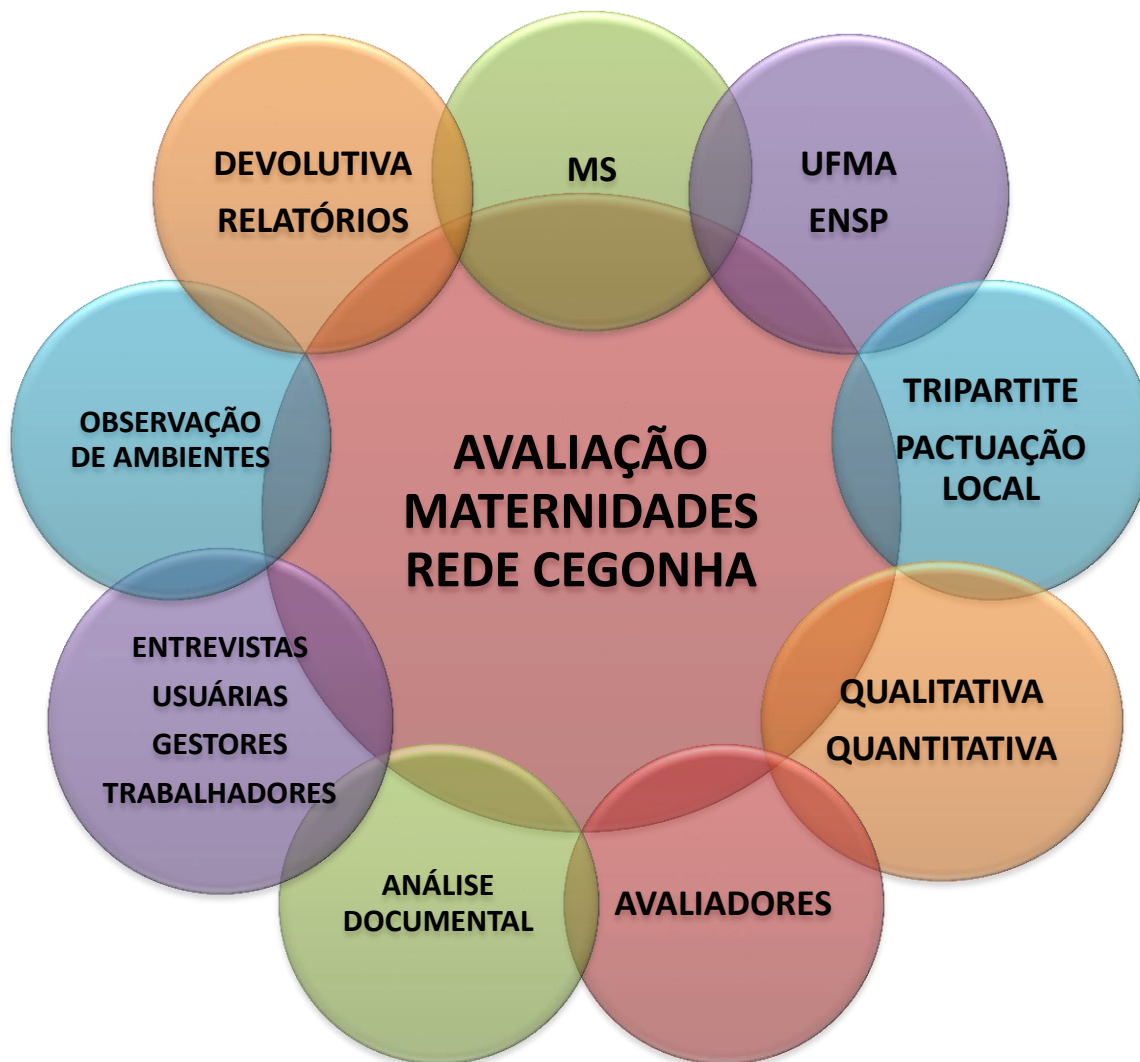 DEVOLUTIVA
RELATÓRIOS
MS
UFMA
ENSP
TRIPARTITE
PACTUAÇÃO
LOCAL
OBSERVAÇÃO
DE AMBIENTES
AVALIAÇÃO
MATERNIDADES
REDE CEGONHA
ENTREVISTAS
USUÁRIAS
GESTORES
TRABALHADORES
QUALITATIVA
QUANTITATIVA
ANÁLISE
DOCUMENTAL
AVALIADORES